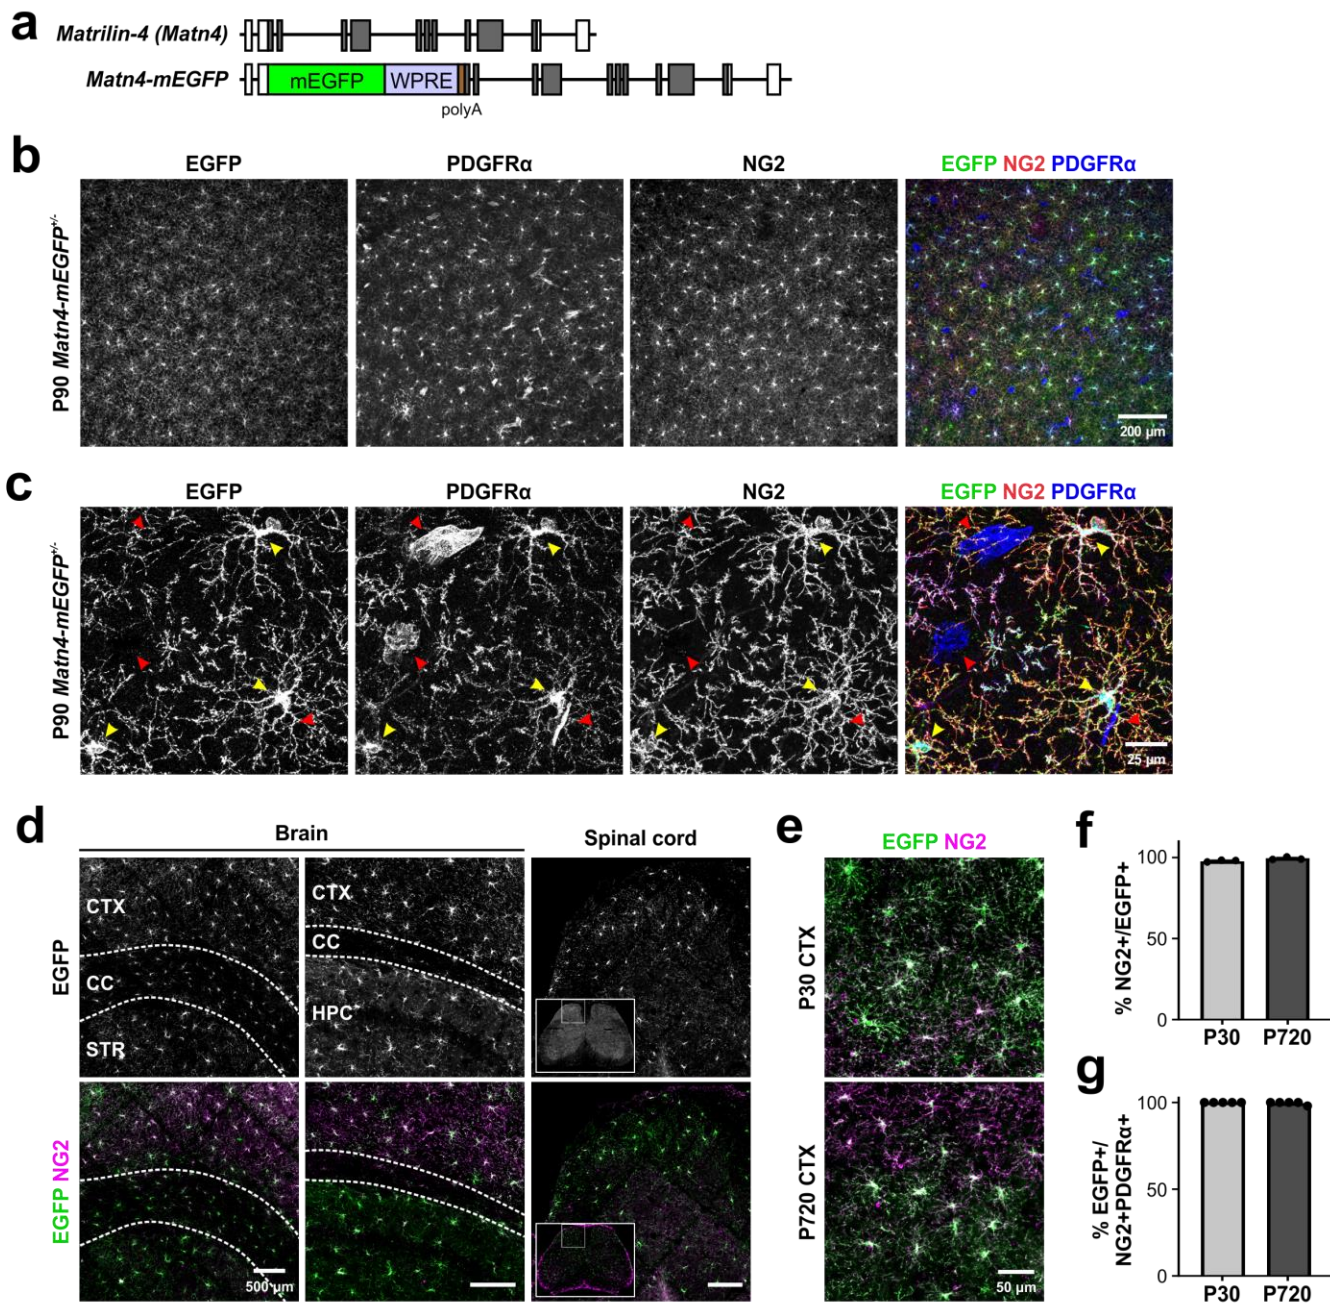 a
Matrilin-4 (Matn4)
Matn4-mEGFP
mEGFP
WPRE
polyA
b
EGFP
PDGFRα
NG2
EGFP NG2 PDGFRα
P90 Matn4-mEGFP+/-
200 µm
c
EGFP
PDGFRα
NG2
EGFP NG2 PDGFRα
P90 Matn4-mEGFP+/-
25 µm
d
Brain
Spinal cord
EGFP
CTX
CC
STR
CTX
CC
HPC
EGFP NG2
500 µm
e
EGFP NG2
P30 CTX
P720 CTX
50 µm
f
% NG2+/EGFP+
100
50
0
P30
P720
g
% EGFP+/
NG2+PDGFRα+
100
50
0
P30
P720